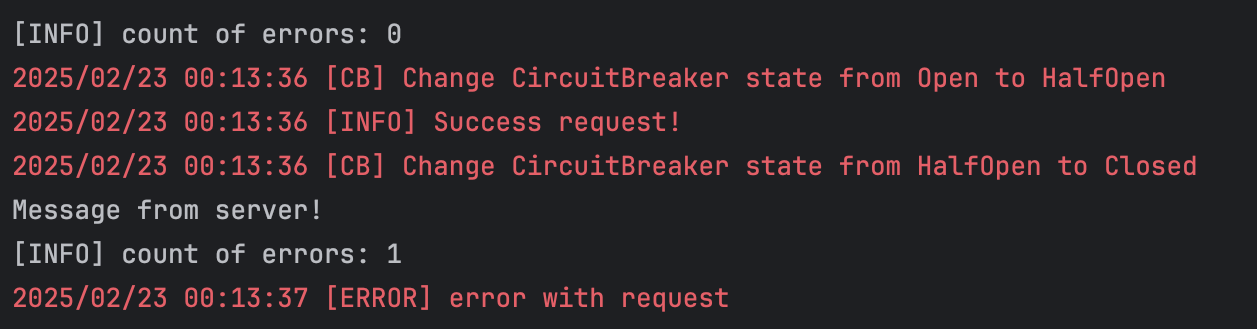 [INFO] count of errors: 0
2025/02/23 00:13:36 [CB] Change CircuitBreaker state from Open to HalfOpen
2025/02/23 00:13:36 [INFO] Success request!
2025/02/23 00:13:36 [CB] Change CircuitBreaker state from HalfOpen to Closed
Message from server!
[INFO] count of errors: 1
2025/02/23 00:13:37 [ERROR] error with request